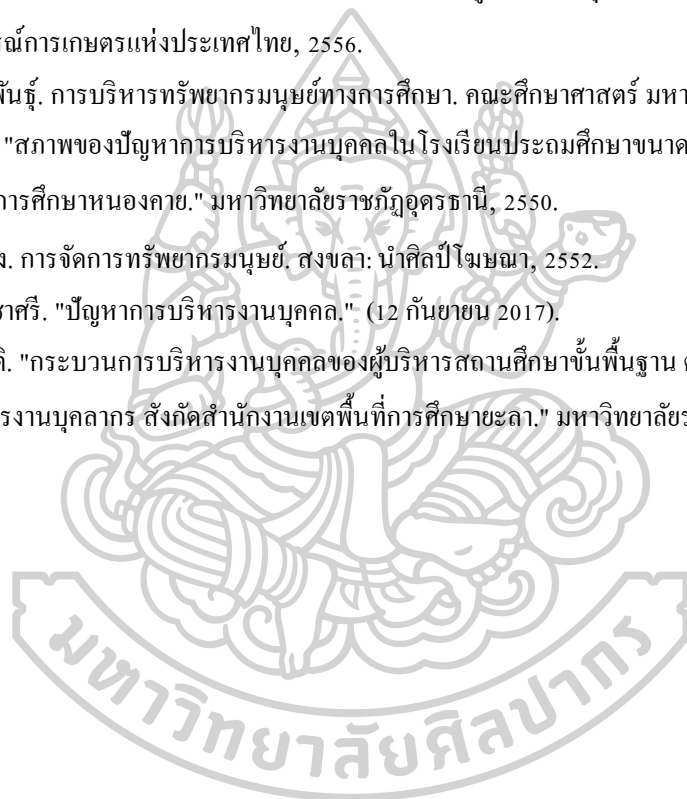 รณ์การเกษตรแห่งประเทศไทย, 2556.
พันธุ์. การบริหารทรัพยากรมนุษย์ทางการศึกษา. คณะศึกษาศาสตร์ มหา
"สภาพของปัญหาการบริหารงานบุคคลในโรงเรียนประถมศึกษาขนาด
การศึกษาหนองคาย." มหาวิทยาลัยราชภัฏอุดรธานี, 2550.
ง. การจัดการทรัพยากรมนุษย์. สงขลา: นำศิลป์โฆษณา, 2552.
ชาศรี. "ปัญหาการบริหารงานบุคคล." (12 กันยายน 2017).
ติ. "กระบวนการบริหารงานบุคคลของผู้บริหารสถานศึกษาขั้นพื้นฐาน
รงานบุคลากร สังกัดสำนักงานเขตพื้นที่การศึกษายะลา." มหาวิทยาลัยร
มหาวิทยาลัยศิลปากร